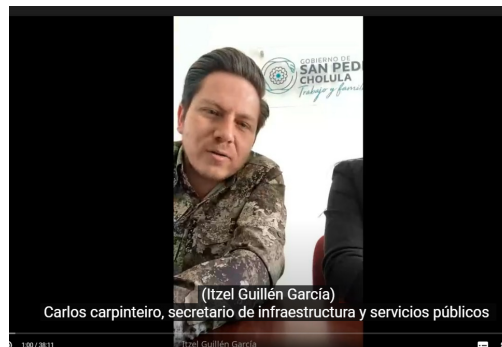 GOBIERNO DE
SAN PED
CHOLULA
Trabajo y famil
(Itzel Guillén García)
Carlos carpinteiro, secretario de infraestructura y servicios públicos
1:00 / 38:11
Itzel Guillén García